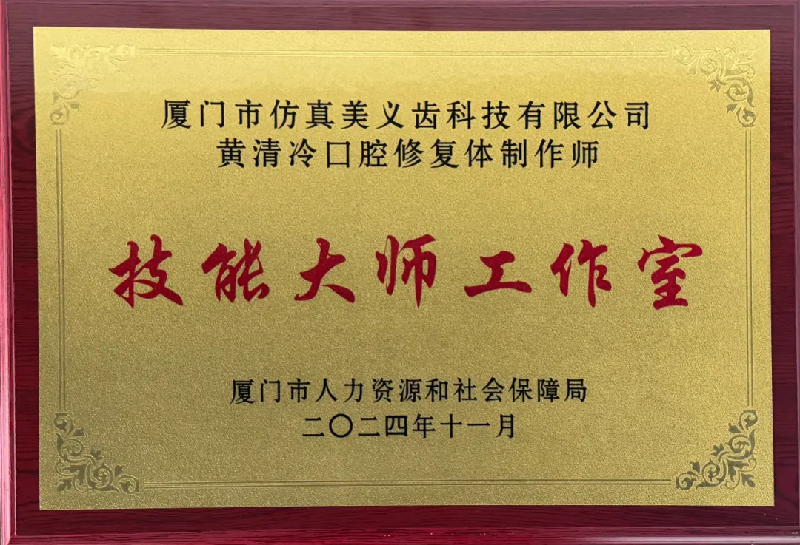 厦门市仿真美义齿科技有限公司
黄清冷口腔修复体制作师
技能大师工作室
厦门市人力资源和社会保障局
二〇二四年十一月